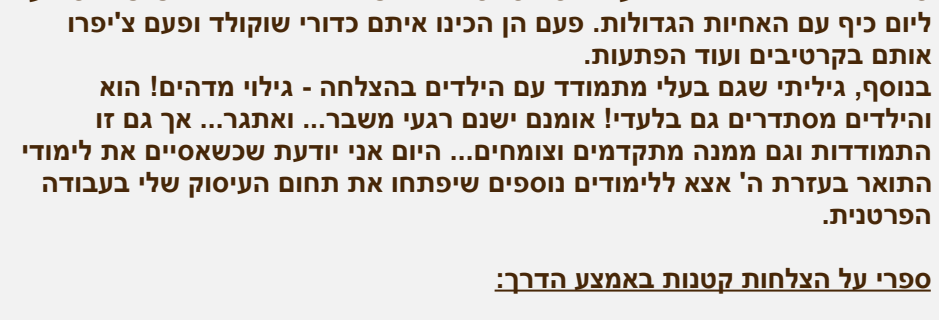 ליום כיף עם האחיות הגדולות. פעם הן הכינו איתם כדורי שוקולד ופעם צ'יפרו
אותם בקרטיבים ועוד הפתעות.
בנוסף, גיליתי שגם בעלי מתמודד עם הילדים בהצלחה - גילוי מדהים! הוא
והילדים מסתדרים גם בלעדי! אומנם ישנם רגעי משבר... ואתגר... אך גם זו
התמודדות וגם ממנה מתקדמים וצומחים... היום אני יודעת שכשאסיים את לימודי
התואר בעזרת ה' אצא ללימודים נוספים שיפתחו את תחום העיסוק שלי בעבודה
הפרטנית.
ספרי על הצלחות קטנות באמצע הדרך: